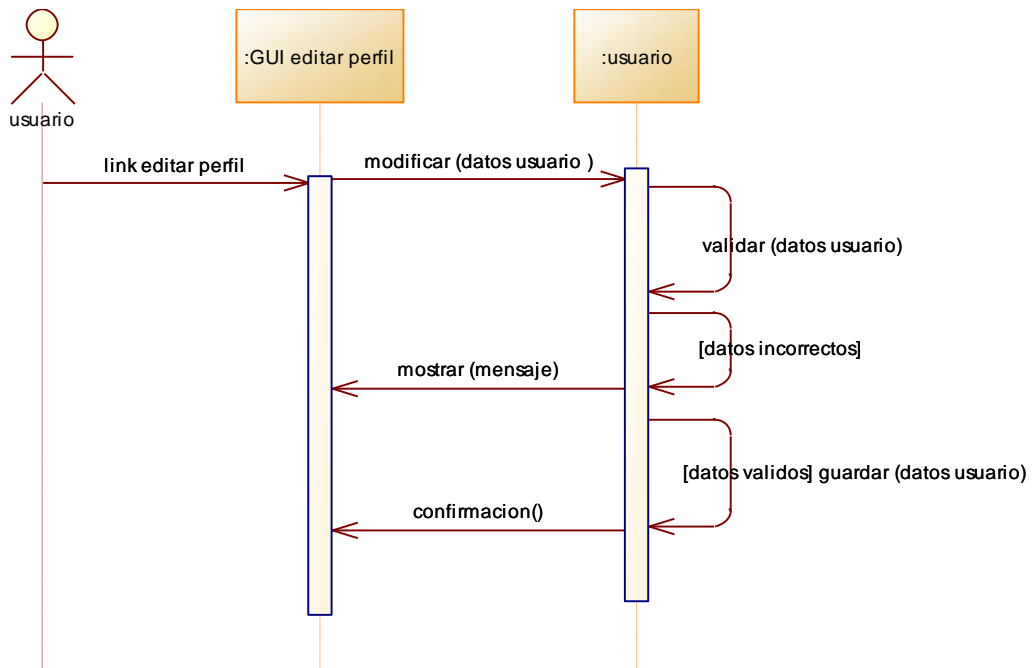 :GUI editar perfil
:usuario
usuario
link editar perfil
modificar (datos usuario )
validar (datos usuario)
[datos incorrectos]
mostrar (mensaje)
[datos validos] guardar (datos usuario)
confirmacion()